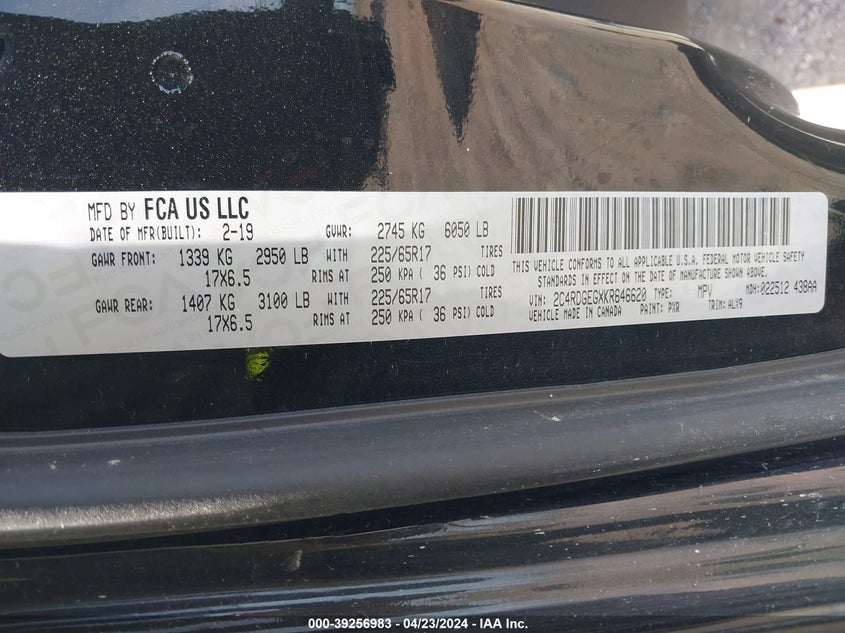 MFD BY FCA US LLC
DATE OF MFR(BUILT): 2-19 GVWR: 2745 KG 6050 LB
GAWR FRONT: 1339 KG 2950 LB WITH 225/65R17 TIRES
17X6.5 RIMS AT 250 KPA ( 36 PSI) COLD
GAWR REAR: 1407 KG 3100 LB WITH 225/65R17 TIRES
17X6.5 RIMS AT 250 KPA ( 36 PSI) COLD
THIS VEHICLE CONFORMS TO ALL APPLICABLE U.S.A. FEDERAL MOTOR VEHICLE SAFETY
STANDARDS IN EFFECT ON THE DATE OF MANUFACTURE SHOWN ABOVE.
VIN: 2C4RDGEGXKR646620 TYPE: MPV MDH: 022512 438AA
VEHICLE MADE IN CANADA PAINT: PXR TRIM: ALX9
000-39256983 - 04/23/2024 - IAA Inc.